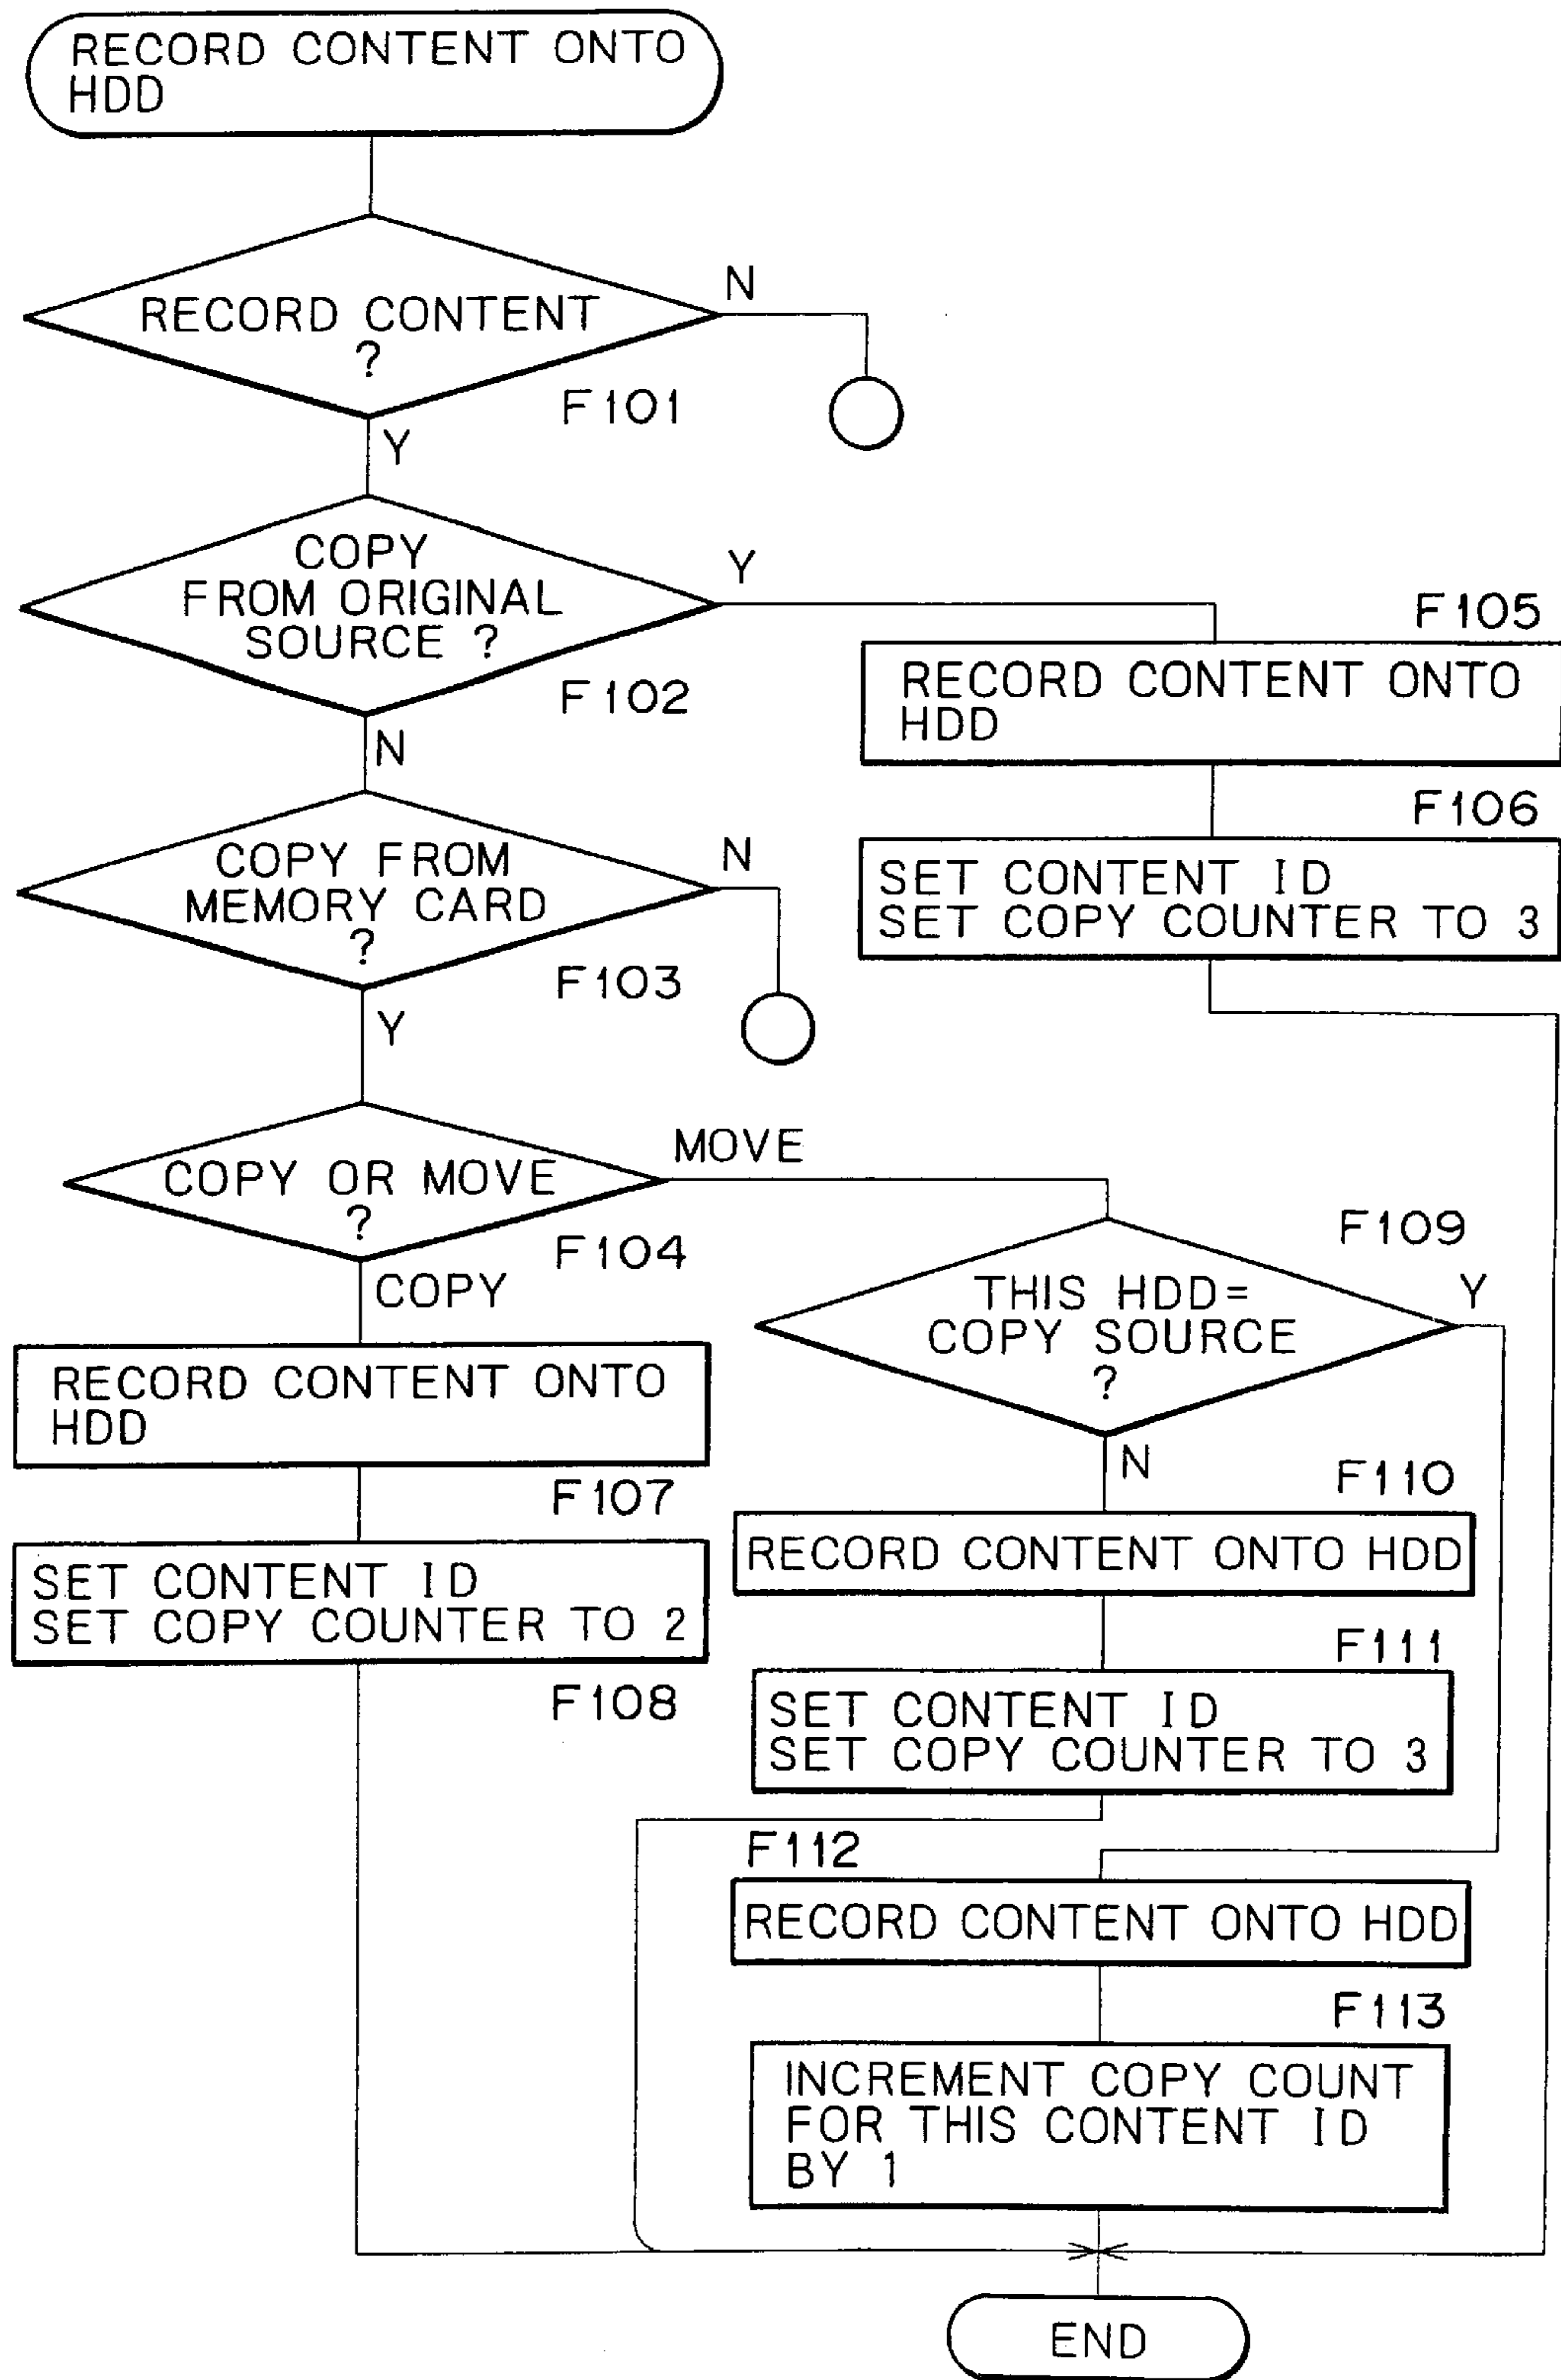 RECORD CONTENT ONTO
HDD
RECORD CONTENT
?
N
F101
Y
COPY
FROM ORIGINAL
SOURCE ?
Y
F102
N
F105
RECORD CONTENT ONTO
HDD
F106
SET CONTENT ID
SET COPY COUNTER TO 3
COPY FROM
MEMORY CARD
?
N
F103
Y
COPY OR MOVE
?
MOVE
F104
COPY
F109
THIS HDD=
COPY SOURCE
?
Y
N
RECORD CONTENT ONTO
HDD
F107
SET CONTENT ID
SET COPY COUNTER TO 2
F108
F110
RECORD CONTENT ONTO HDD
F111
SET CONTENT ID
SET COPY COUNTER TO 3
F112
RECORD CONTENT ONTO HDD
F113
INCREMENT COPY COUNT
FOR THIS CONTENT ID
BY 1
END